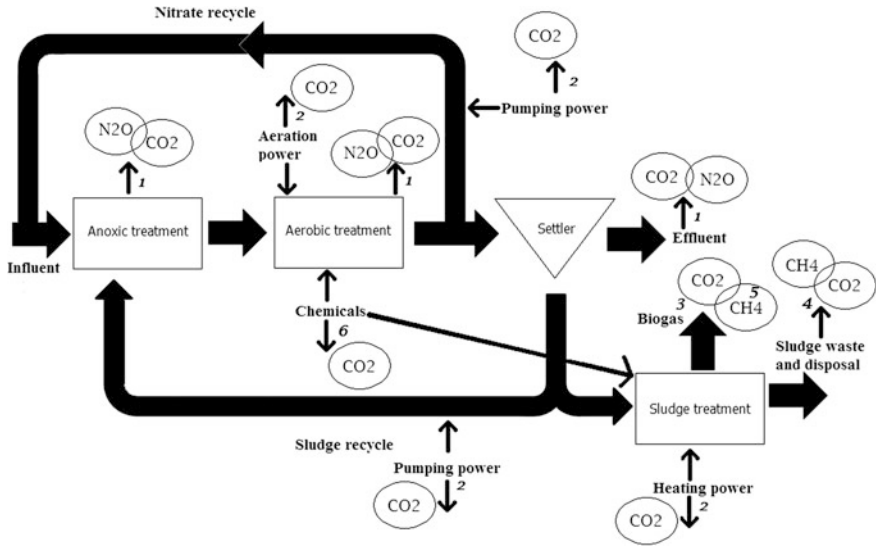 Nitrate recycle
CO2
2
Pumping power
CO2
2
Aeration
power
N2O
CO2
1
N2O
CO2
1
Anoxic treatment
Aerobic treatment
Settler
Influent
CO2
N2O
1
Effluent
Chemicals
6
CO2
CO2
3
5
CH4
Biogas
CH4
CO2
4
Sludge waste
and disposal
Sludge treatment
Sludge recycle
Pumping power
2
CO2
Heating power
2
CO2